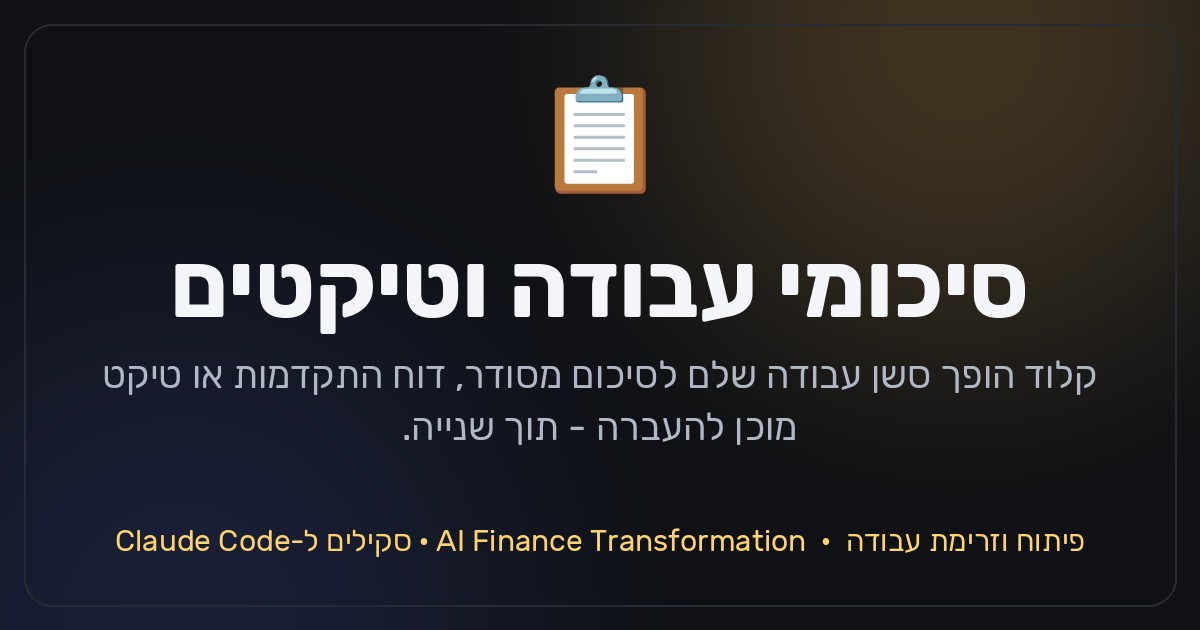 סיכומי עבודה וטיקטים
קלוד הופך סשן עבודה שלם לסיכום מסודר, דוח התקדמות או טיקט
מוכן להעברה - תוך שנייה.
פיתוח וזרימת עבודה • AI Finance Transformation • סקילים ל-Claude Code